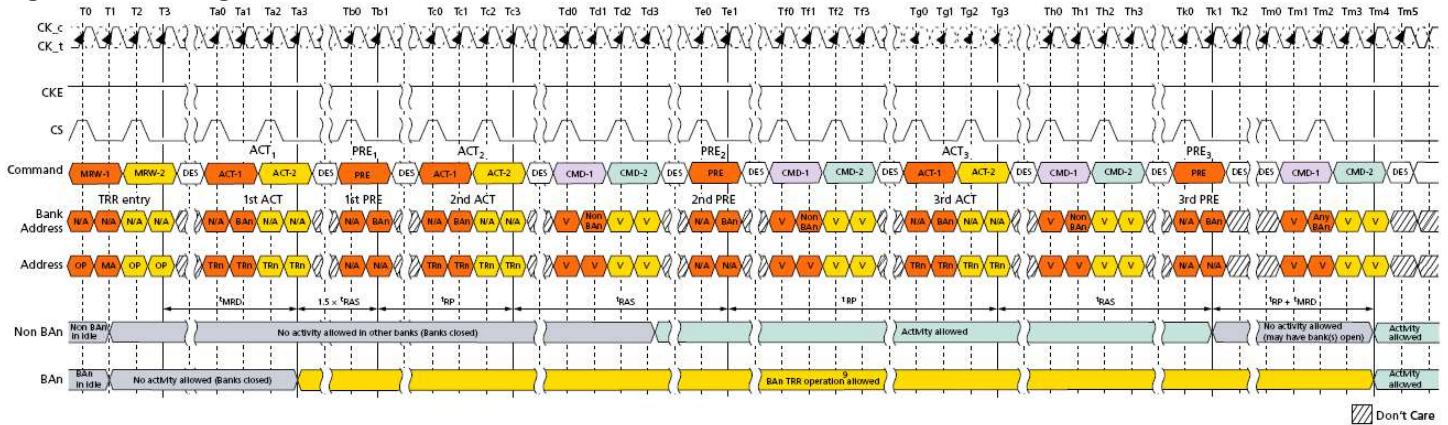 T0 T1 T2 T3 Ta0 Ta1 Ta2 Ta3 Tb0 Tb1 Tc0 Tc1 Tc2 Tc3 Td0 Td1 Td2 Td3 Te0 Te1 Tf0 Tf1 Tf2 Tf3 Tg0 Tg1 Tg2 Tg3 Th0 Th1 Th2 Th3 Tk0 Tk1 Tk2 Tm0 Tm1 Tm2 Tm3 Tm4 Tm5
CK_c
CK_t
CKE
CS
ACT1 PRE1 ACT2 PRE2 ACT3 PRE3
Command MRW-1 MRW-2 DES ACT-1 ACT-2 DES PRE DES ACT-1 ACT-2 DES CMD-1 CMD-2 DES PRE DES CMD-1 CMD-2 DES ACT-1 ACT-2 DES CMD-1 CMD-2 DES PRE DES DES CMD-1 CMD-2 DES
TRR entry 1st ACT 1st PRE 2nd ACT 2nd PRE 3rd ACT 3rd PRE
Bank Address N/A N/A N/A N/A N/A BAn N/A N/A N/A BAn N/A BAn N/A N/A V Non BAn V V N/A BAn V Non BAn V V N/A BAn N/A N/A V Non BAn V V N/A BAn V Any BAn V V
Address OP MA OP OP TRn TRn TRn TRn N/A N/A TRn TRn TRn TRn V V V V N/A N/A V V V V TRn TRn TRn TRn V V V V N/A N/A V V V V
tMRD 1.5 × tRAS tRP tRAS tRP tRAS tRP + tMRD
Non BAn Non BAn in idle No activity allowed in other banks (Banks closed) Activity allowed No activity allowed (may have bank(s) open) Activity allowed
BAn BAn in idle No activity allowed (Banks closed) BAn TRR operation allowed 9 Activity allowed
Don't Care